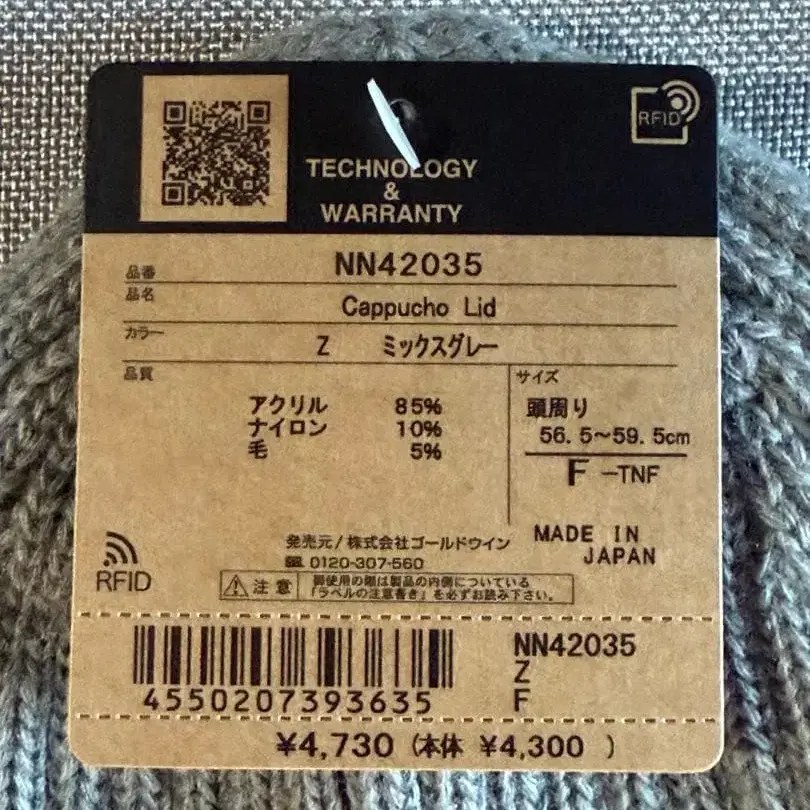 RFID
TECHNOLOGY
&
WARRANTY
品番 NN42035
品名 Cappucho Lid
カラー Z ミックスグレー
品質
アクリル 85%
ナイロン 10%
毛 5%
サイズ
頭周り
56.5~59.5cm
F -TNF
MADE IN
JAPAN
発売元/株式会社ゴールドウイン
0120-307-560
RFID
注意
御使用の際は製品の内側についている
「ラベルの注意書き」を必ずお読み下さい。
4550207393635
NN42035
Z
F
¥4,730 (本体 ¥4,300 )